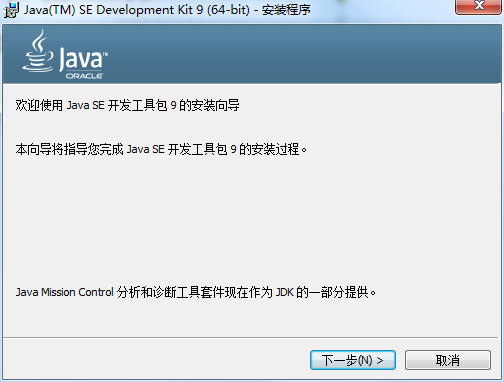 Java(TM) SE Development Kit 9 (64-bit) - 安装程序
Java™
ORACLE
欢迎使用 Java SE 开发工具包 9 的安装向导
本向导将指导您完成 Java SE 开发工具包 9 的安装过程。
Java Mission Control 分析和诊断工具套件现在作为 JDK 的一部分提供。
下一步(N) > 取消